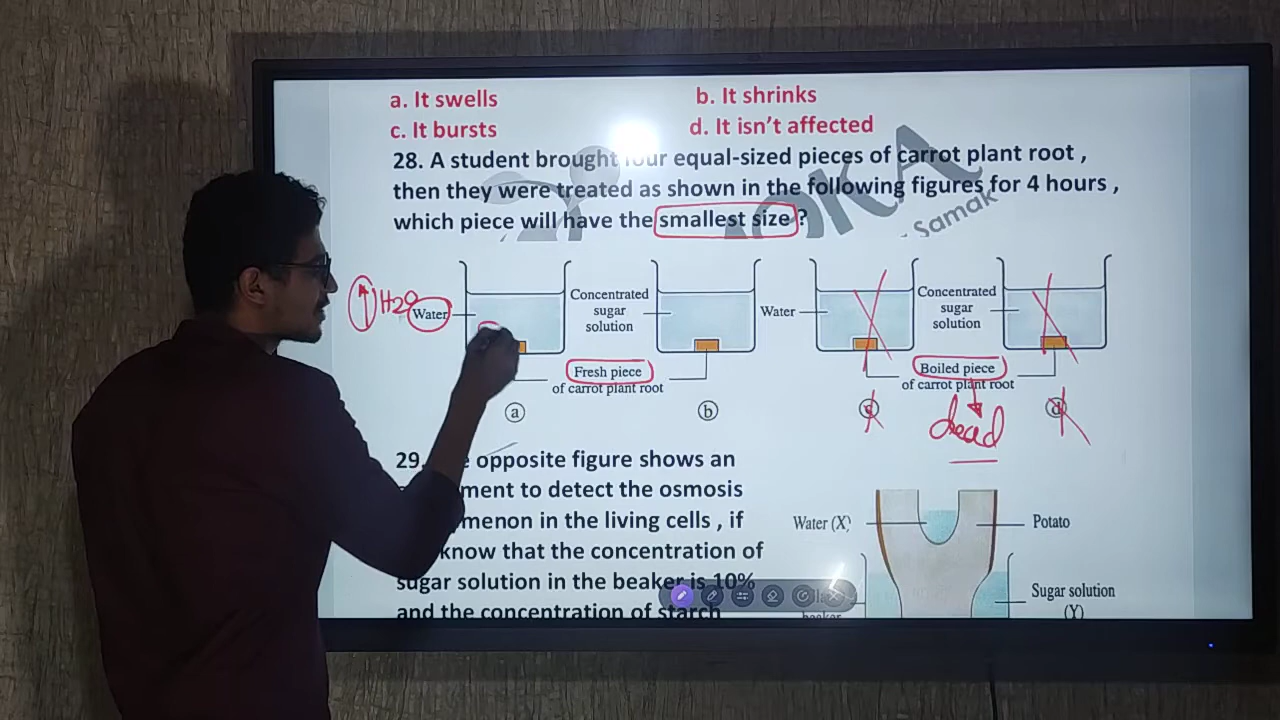 a. It swells
b. It shrinks
c. It bursts
d. It isn't affected
28. A student brought four equal-sized pieces of carrot plant root ,
then they were treated as shown in the following figures for 4 hours ,
which piece will have the smallest size ?
Samak
H2O
Water
Concentrated
sugar
solution
Water
Concentrated
sugar
solution
Fresh piece
of carrot plant root
Boiled piece
of carrot plant root
a
b
c
d
dead
29.
opposite figure shows an
to detect the osmosis
in the living cells , if
know that the concentration of
sugar solution in the beaker is 10%
and the concentration of starch
Water (X)
Potato
Sugar solution
(Y)